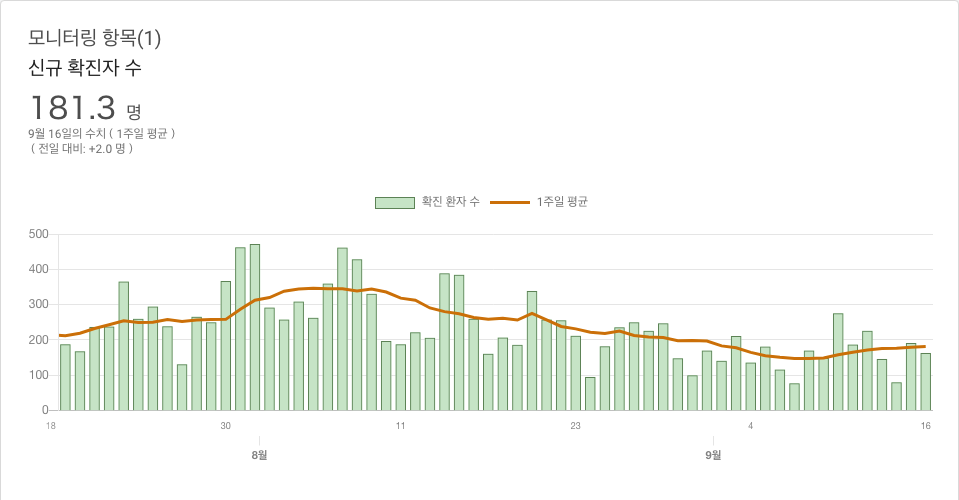 모니터링 항목(1)
신규 확진자 수
181.3 명
9월 16일의 수치 ( 1주일 평균 )
( 전일 대비: +2.0 명 )
확진 환자 수 1주일 평균
500
400
300
200
100
0
18 30 11 23 4 16
8월 9월